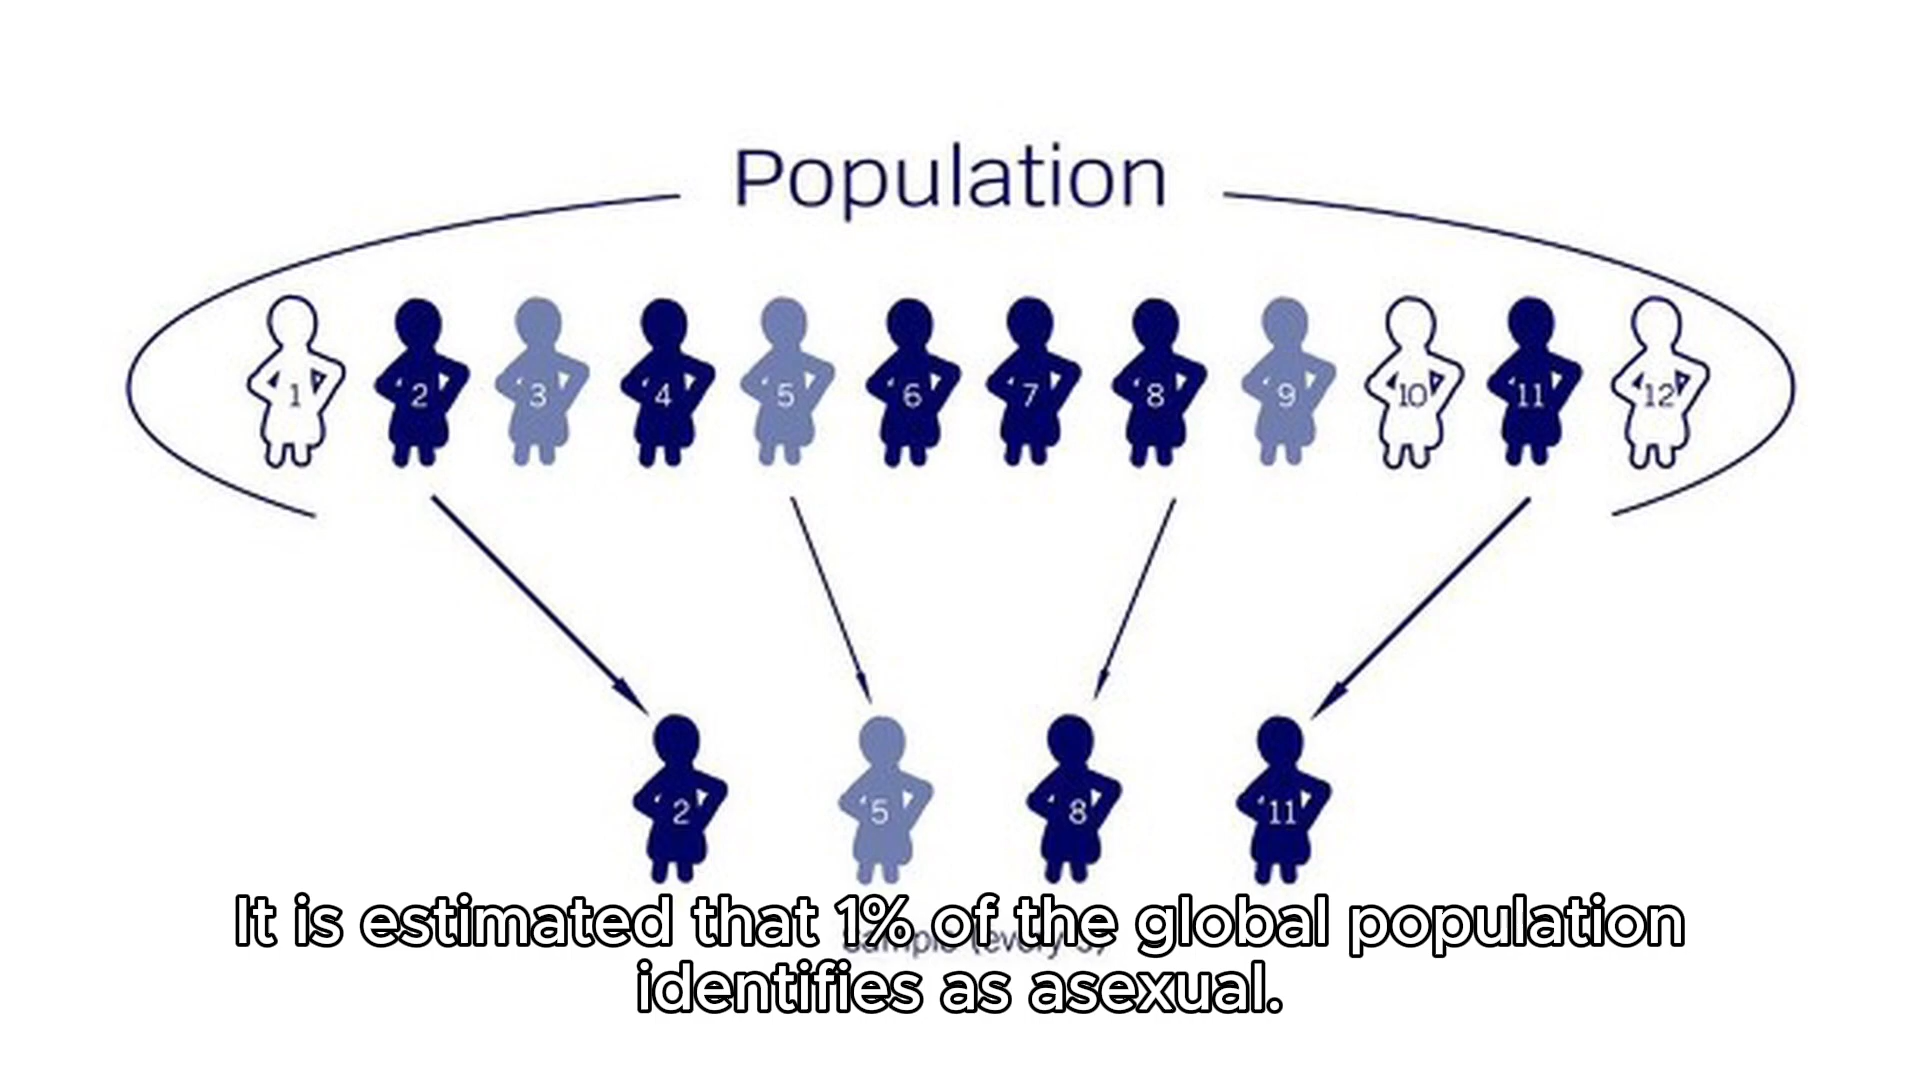 Population
1 2 3 4 5 6 7 8 9 10 11 12
2 5 8 11
It is estimated that 1% of the global population
identifies as asexual.